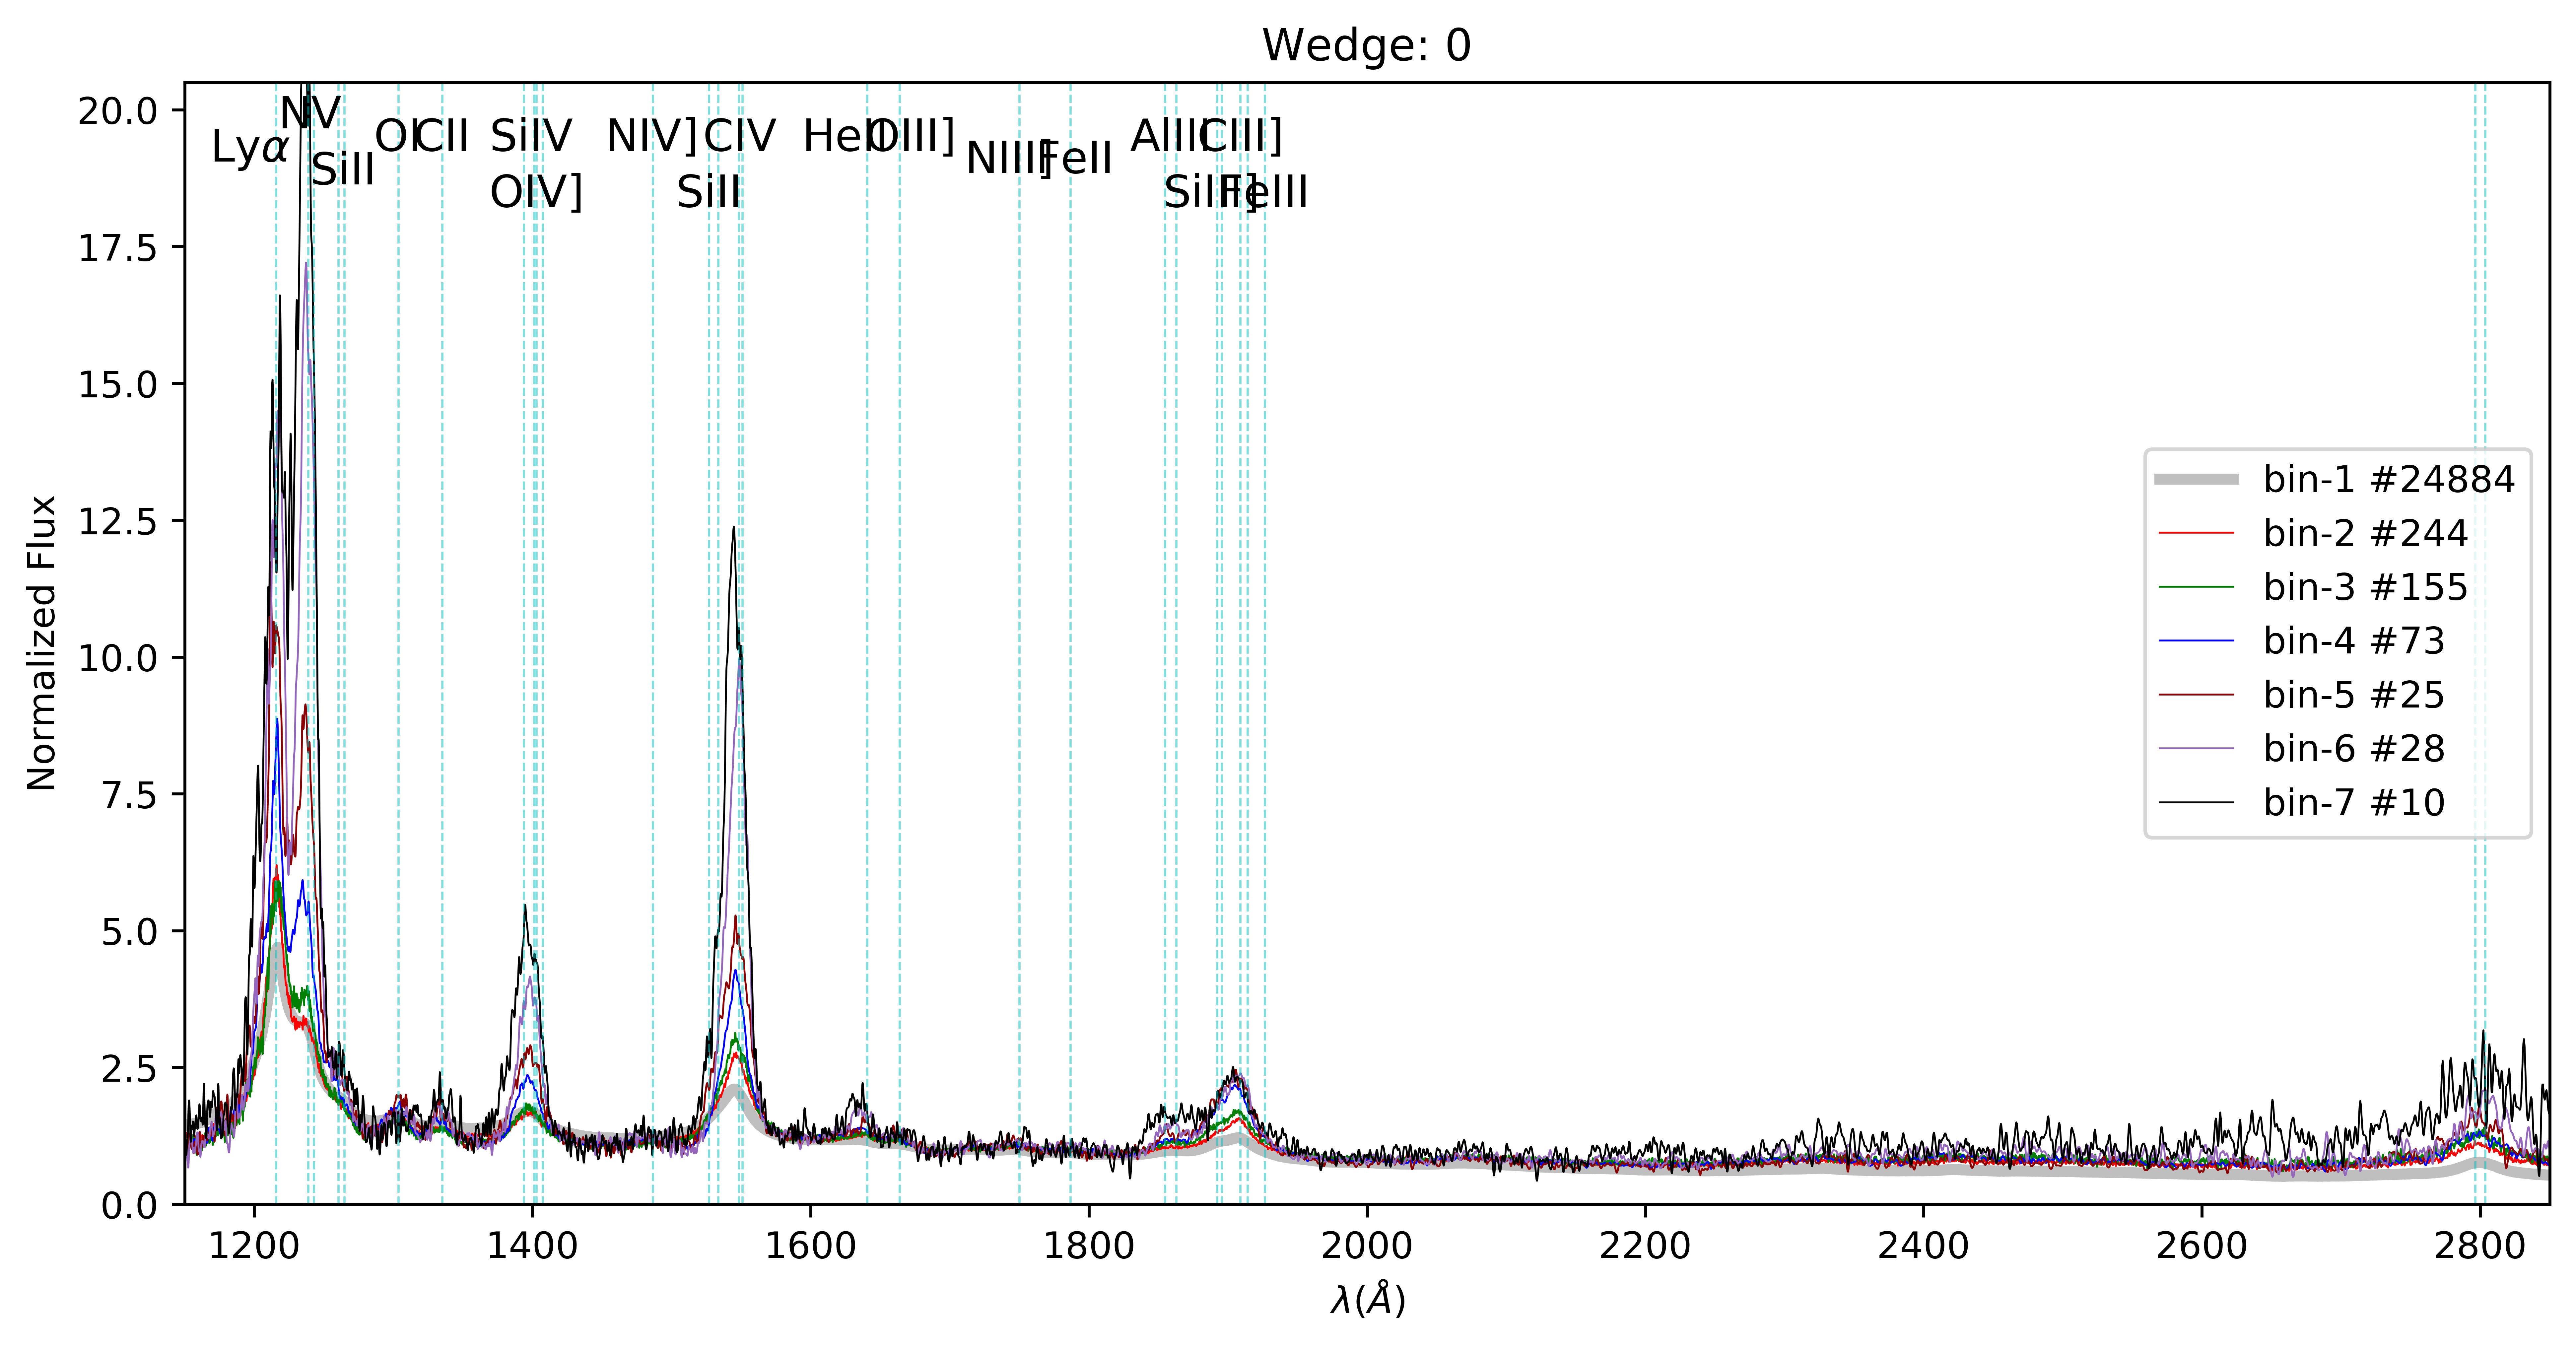 Wedge: 0
20.0
17.5
15.0
12.5
10.0
7.5
5.0
2.5
0.0
Normalized Flux
NV
Lyα
SiII
OI
CII
SiIV
OIV]
NIV]
CIV
SiII
HeII
OIII]
NIII]
FeII
AlIII
CIII]
SiIII]
FeIII
bin-1 #24884
bin-2 #244
bin-3 #155
bin-4 #73
bin-5 #25
bin-6 #28
bin-7 #10
1200 1400 1600 1800 2000 2200 2400 2600 2800
λ(Å)